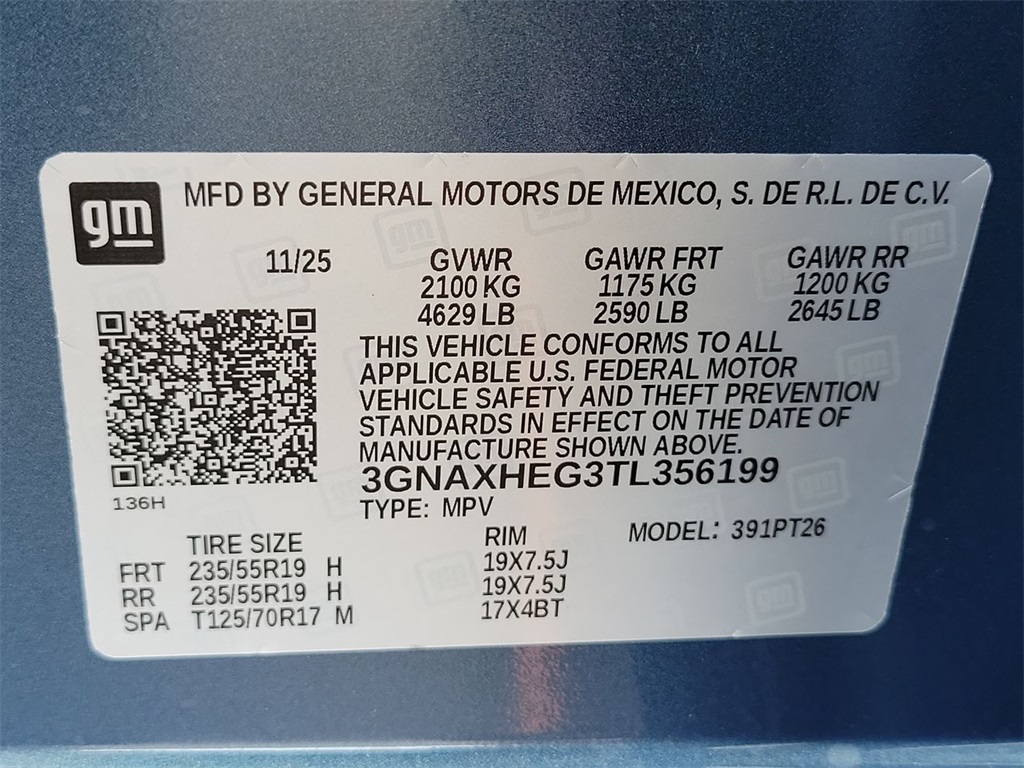 gm
MFD BY GENERAL MOTORS DE MEXICO, S. DE R.L. DE C.V.
11/25 GVWR GAWR FRT GAWR RR
2100 KG 1175 KG 1200 KG
4629 LB 2590 LB 2645 LB
THIS VEHICLE CONFORMS TO ALL
APPLICABLE U.S. FEDERAL MOTOR
VEHICLE SAFETY AND THEFT PREVENTION
STANDARDS IN EFFECT ON THE DATE OF
MANUFACTURE SHOWN ABOVE.
3GNAXHEG3TL356199
136H
TYPE: MPV
TIRE SIZE RIM MODEL: 391PT26
FRT 235/55R19 H 19X7.5J
RR 235/55R19 H 19X7.5J
SPA T125/70R17 M 17X4BT